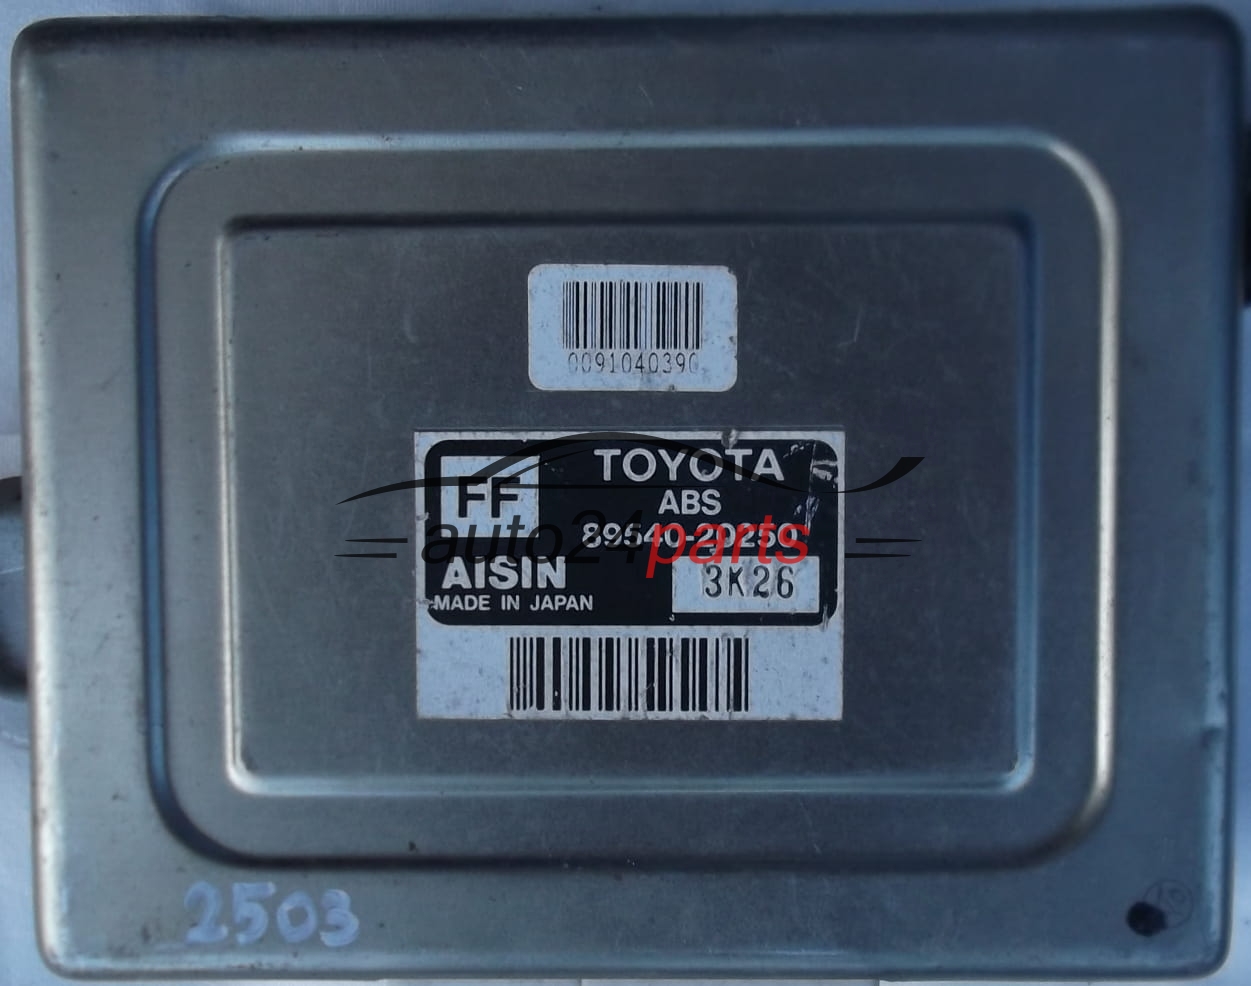 0091040390
TOYOTA
FF
ABS
89540-20250
auto24parts
AISIN
3K26
MADE IN JAPAN
2503